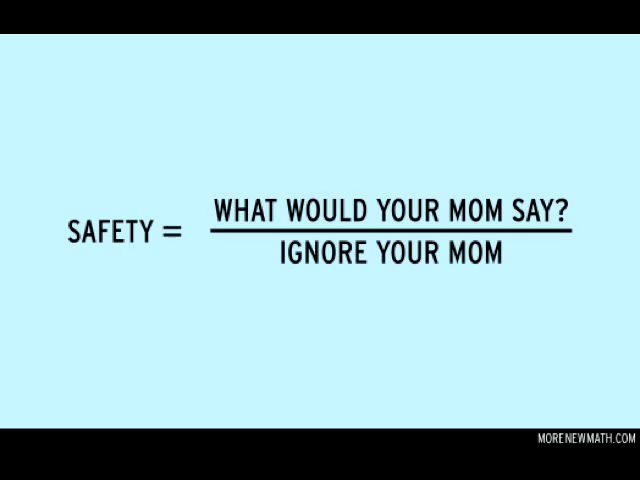 SAFETY = WHAT WOULD YOUR MOM SAY?
IGNORE YOUR MOM
MORENEWMATH.COM